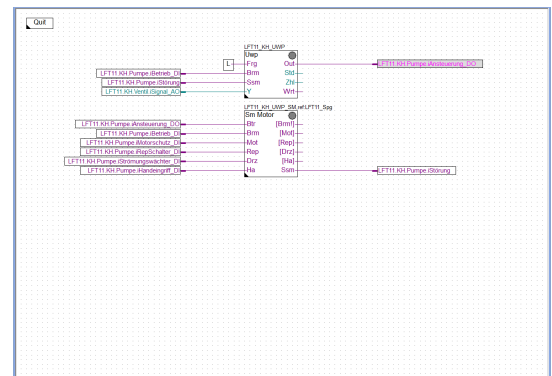 Quit
LFT11_KH_UWP
Uwp
L Frg Out LFT11.KH.Pumpe.iAnsteuerung_DO
LFT11.KH.Pumpe.iBetrieb_DI Brm Std
LFT11.KH.Pumpe.iStörung Ssm Zhl
LFT11.KH.Ventil.iSignal_AO Y Wrt
LFT11_KH_UWP_SM,ref:LFT11_Spg
Sm Motor
LFT11.KH.Pumpe.iAnsteuerung_DO Btr [Brm!]
LFT11.KH.Pumpe.iBetrieb_DI Brm [Mot]
LFT11.KH.Pumpe.iMotorschutz_DI Mot [Rep]
LFT11.KH.Pumpe.iRepSchalter_DI Rep [Drz]
LFT11.KH.Pumpe.iStrömungswächter_DI Drz [Ha]
LFT11.KH.Pumpe.iHandeingriff_DI Ha Ssm LFT11.KH.Pumpe.iStörung